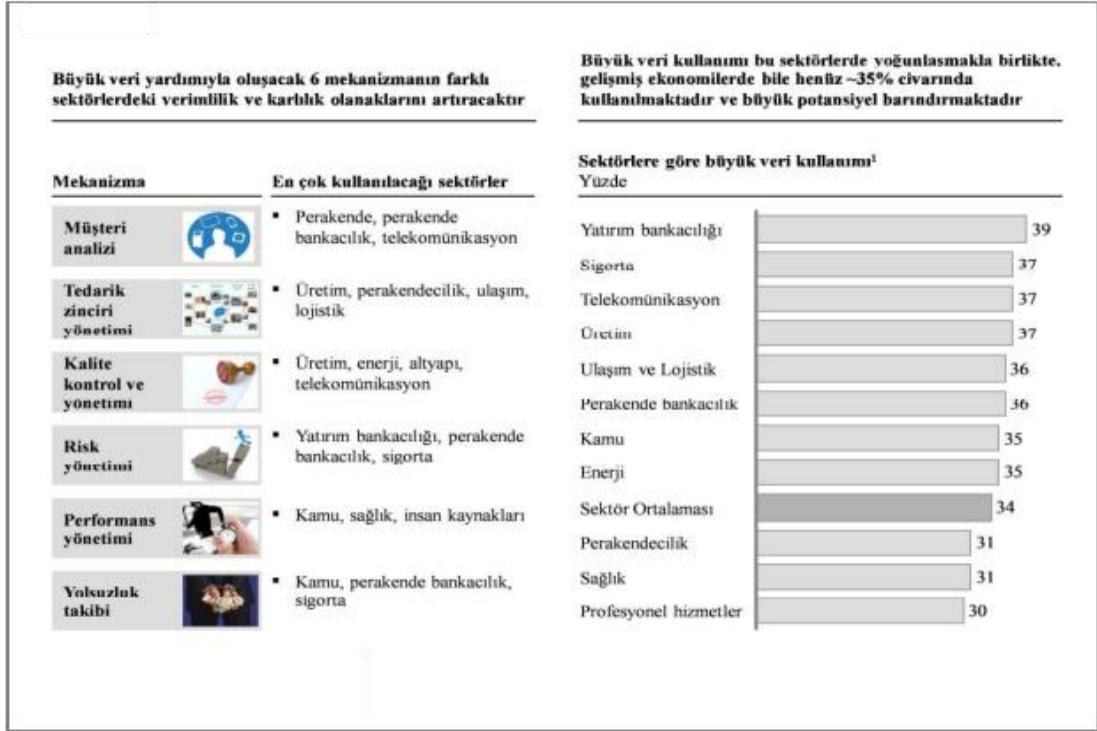 Büyük veri yardımıyla oluşacak 6 mekanizmanın farklı
sektörlerdeki verimlilik ve karlılık olanaklarını artıracaktır
Mekanizma
En çok kullanılacağı sektörler
Müşteri
analizi
▪ Perakende, perakende
bankacılık, telekomünikasyon
Tedarik
zinciri
yönetimi
▪ Üretim, perakendecilik, ulaşım,
lojistik
Kalite
kontrol ve
yönetimi
▪ Üretim, enerji, altyapı,
telekomünikasyon
Risk
yönetimi
▪ Yatırım bankacılığı, perakende
bankacılık, sigorta
Performans
yönetimi
▪ Kamu, sağlık, insan kaynakları
Yolsuzluk
takibi
▪ Kamu, perakende bankacılık,
sigorta
Büyük veri kullanımı bu sektörlerde yoğunlaşmakla birlikte,
gelişmiş ekonomilerde bile henüz ~35% civarında
kullanılmaktadır ve büyük potansiyel barındırmaktadır
Sektörlere göre büyük veri kullanımı¹
Yüzde
Yatırım bankacılığı 39
Sigorta 37
Telekomünikasyon 37
Üretim 37
Ulaşım ve Lojistik 36
Perakende bankacılık 36
Kamu 35
Enerji 35
Sektör Ortalaması 34
Perakendecilik 31
Sağlık 31
Profesyonel hizmetler 30